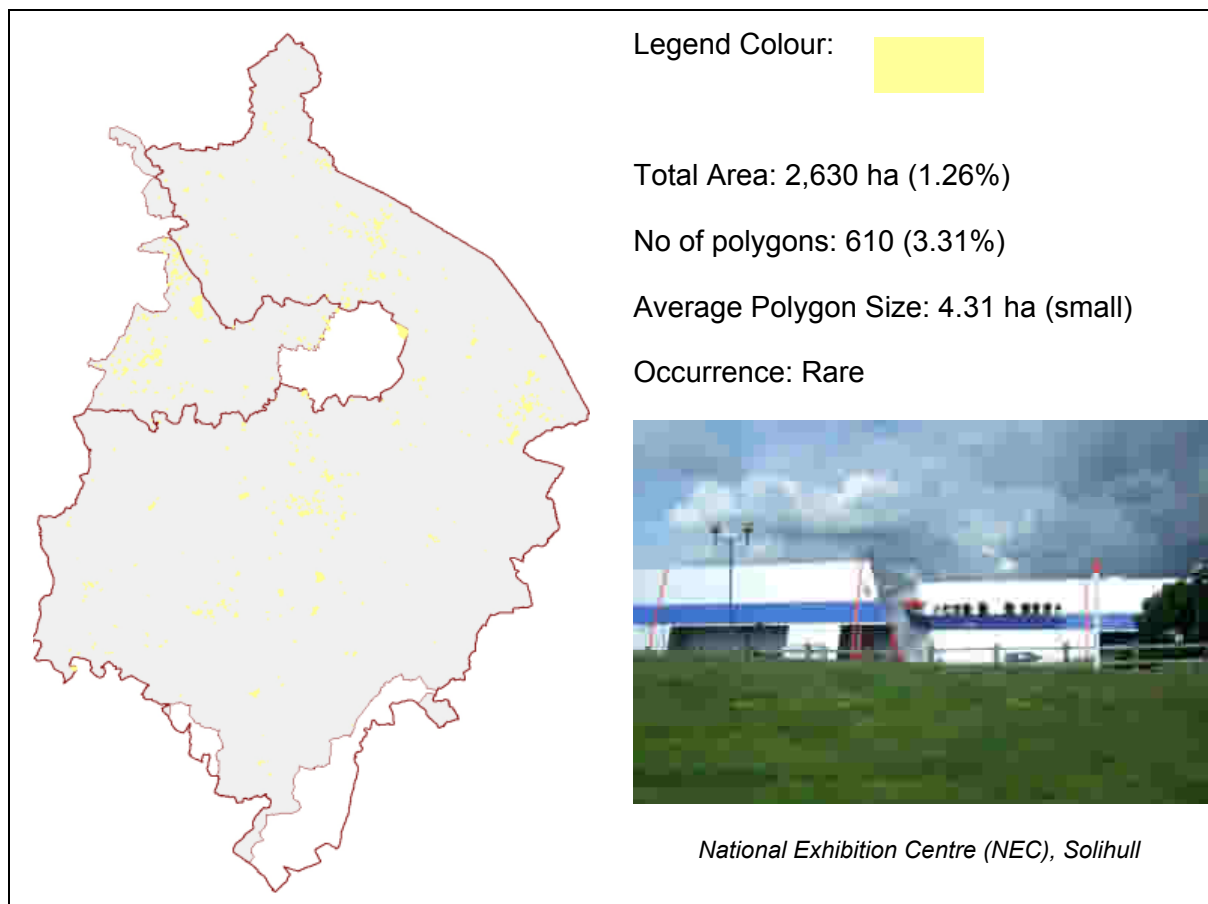 Legend Colour:
Total Area: 2,630 ha (1.26%)
No of polygons: 610 (3.31%)
Average Polygon Size: 4.31 ha (small)
Occurrence: Rare
National Exhibition Centre (NEC), Solihull